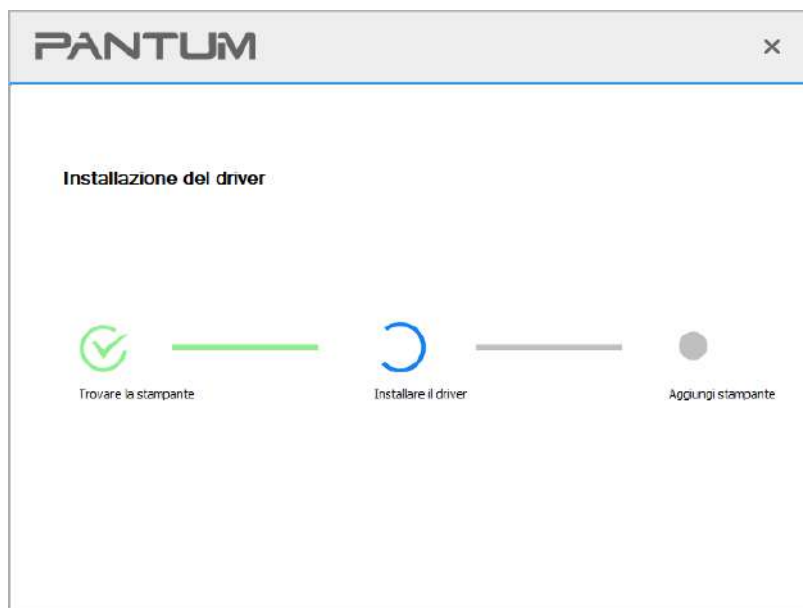 PANTUM
Installazione del driver
Trovare la stampante
Installare il driver
Aggiungi stampante